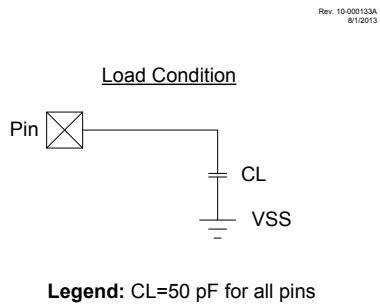 Rev. 10-000133A
8/1/2013
Load Condition
Pin
CL
VSS
Legend: CL=50 pF for all pins